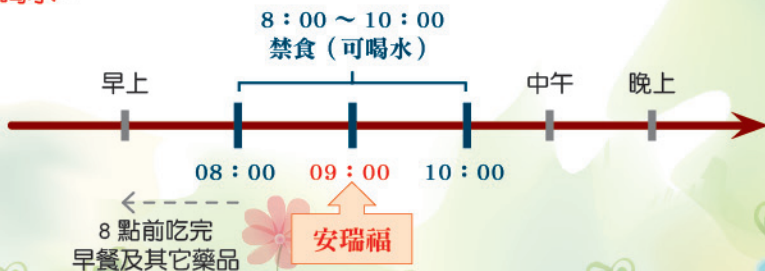 8：00～10：00
禁食（可喝水）
早上
中午
晚上
08：00
09：00
10：00
8 點前吃完
早餐及其它藥品
安瑞福